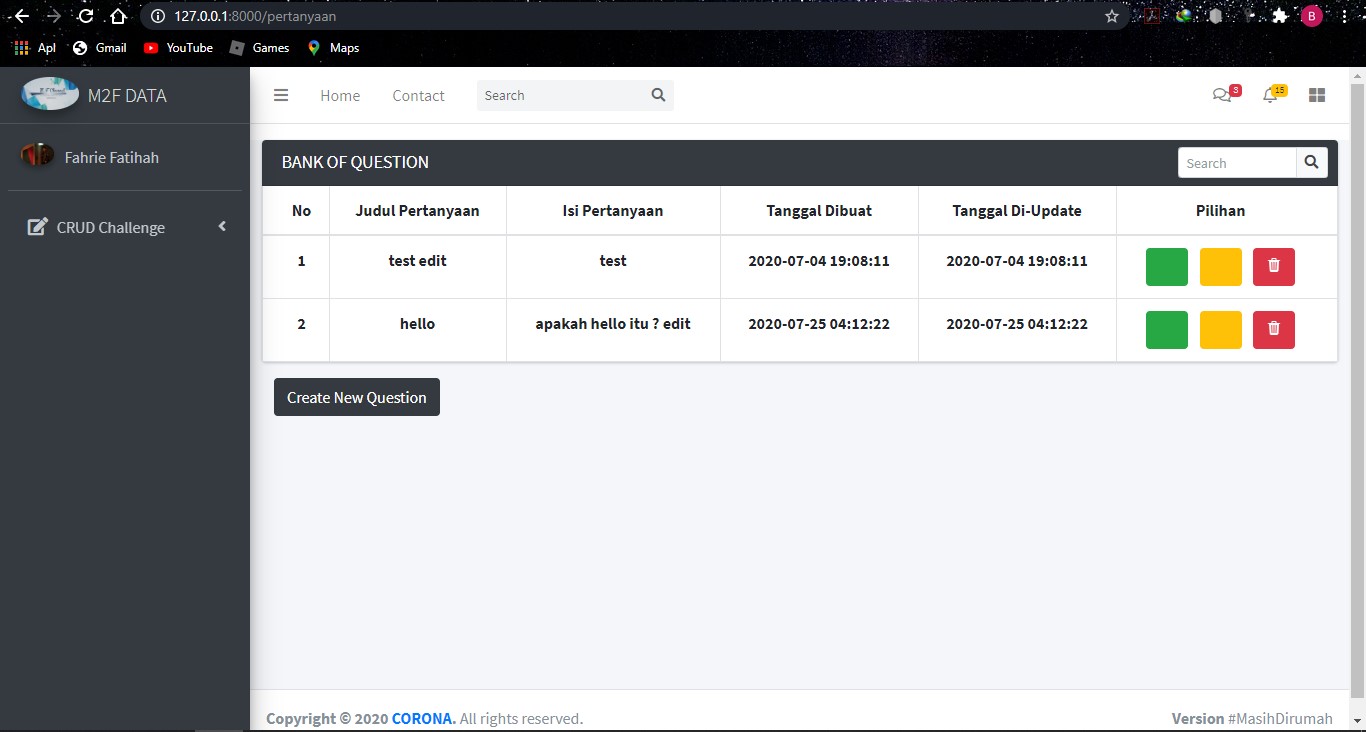 127.0.0.1:8000/pertanyaan
B
Apl Gmail YouTube Games Maps
M2F DATA
Home Contact Search 3 15
Fahrie Fatihah
CRUD Challenge
BANK OF QUESTION Search
No Judul Pertanyaan Isi Pertanyaan Tanggal Dibuat Tanggal Di-Update Pilihan
1 test edit test 2020-07-04 19:08:11 2020-07-04 19:08:11
2 hello apakah hello itu ? edit 2020-07-25 04:12:22 2020-07-25 04:12:22
Create New Question
Copyright © 2020 CORONA. All rights reserved. Version #MasihDirumah